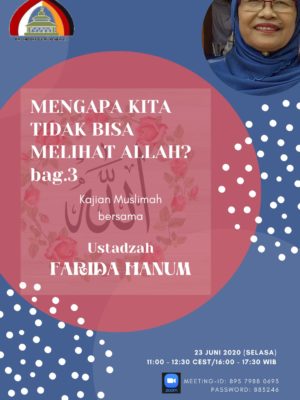 MENGAPA KITA
TIDAK BISA
MELIHAT ALLAH?
bag.3
Kajian Muslimah
bersama
الله
Ustadzah
FARIDA HANUM
23 JUNI 2020 (SELASA)
11:00 - 12:30 CEST/16:00 - 17:30 WIB
MEETING-ID: 895 7988 0693
PASSWORD: 885246